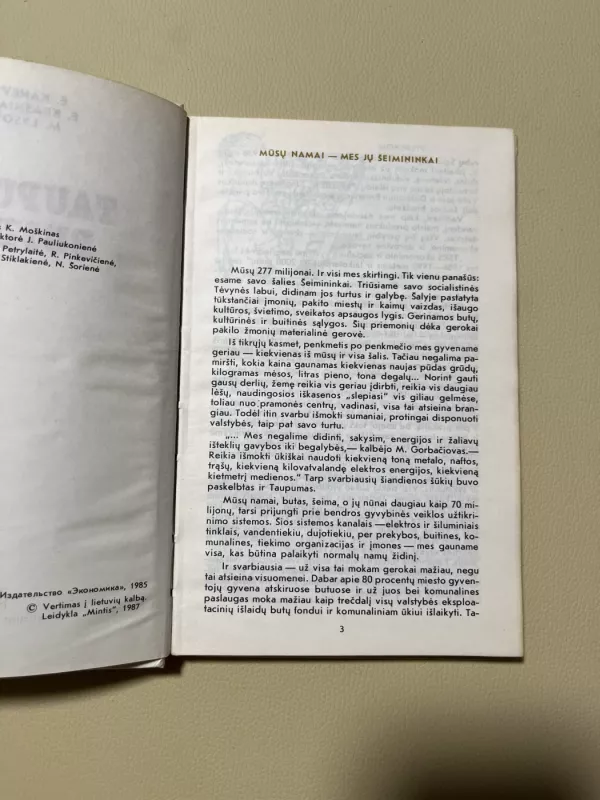 s K. Moškinas
ktorė J. Pauliukonienė
Petrylaitė, R. Pinkevičienė,
Stiklakienė, N. Šorienė
Издательство «Экономика», 1985
© Vertimas į lietuvių kalbą.
Leidykla „Mintis", 1987
MŪSŲ NAMAI — MES JŲ ŠEIMININKAI
Mūsų 277 milijonai. Ir visi mes skirtingi. Tik vienu panašūs:
esame savo šalies Šeimininkai. Triūsiame savo socialistinės
Tėvynės labui, didinam jos turtus ir galybę. Šalyje pastatyta
tūkstančiai įmonių, pakito miestų ir kaimų vaizdas, išaugo
kultūros, švietimo, sveikatos apsaugos lygis. Gerinamos butų,
kultūrinės ir buitinės sąlygos. Šių priemonių dėka gerokai
pakilo žmonių materialinė gerovė.
Iš tikrųjų kasmet, penkmetis po penkmečio mes gyvename
geriau — kiekvienas iš mūsų ir visa šalis. Tačiau negalima pa-
miršti, kokia kaina gaunamas kiekvienas naujas pūdas grūdų,
kilogramas mėsos, litras pieno, tona degalų... Norint gauti
gausų derlių, žemę reikia vis geriau įdirbti, reikia vis daugiau
lėšų, naudingosios iškasenos „slepiasi" vis giliau gelmėse,
toliau nuo pramonės centrų, vadinasi, visa tai atsieina bran-
giau. Todėl itin svarbu išmokti sumaniai, protingai disponuoti
valstybės, taip pat savo turtu.
„... Mes negalime didinti, sakysim, energijos ir žaliavų
išteklių gavybos iki begalybės,— kalbėjo M. Gorbačiovas.—
Reikia išmokti ūkiškai naudoti kiekvieną toną metalo, naftos,
trąšų, kiekvieną kilovatvalandę elektros energijos, kiekvieną
kietmetrį medienos." Tarp svarbiausių šiandienos šūkių buvo
paskelbtas ir Taupumas.
Mūsų namai, butas, šeima, o jų nūnai daugiau kaip 70 mi-
lijonų, tarsi prijungti prie bendros gyvybinės veiklos užtikri-
nimo sistemos. Šios sistemos kanalais —elektros ir šiluminiais
tinklais, vandentiekiu, dujotiekiu, per prekybos, buitines, ko-
munalines, tiekimo organizacijas ir įmones — mes gauname
visa, kas būtina palaikyti normalų namų židinį.
Ir svarbiausia — už visa tai mokam gerokai mažiau, negu
tai atsieina visuomenei. Dabar apie 80 procentų miesto gyven-
tojų gyvena atskiruose butuose ir už juos bei komunalines
paslaugas moka mažiau kaip trečdalį visų valstybės eksploa-
tacinių išlaidų butų fondui ir komunaliniam ūkiui išlaikyti. Ta-
3